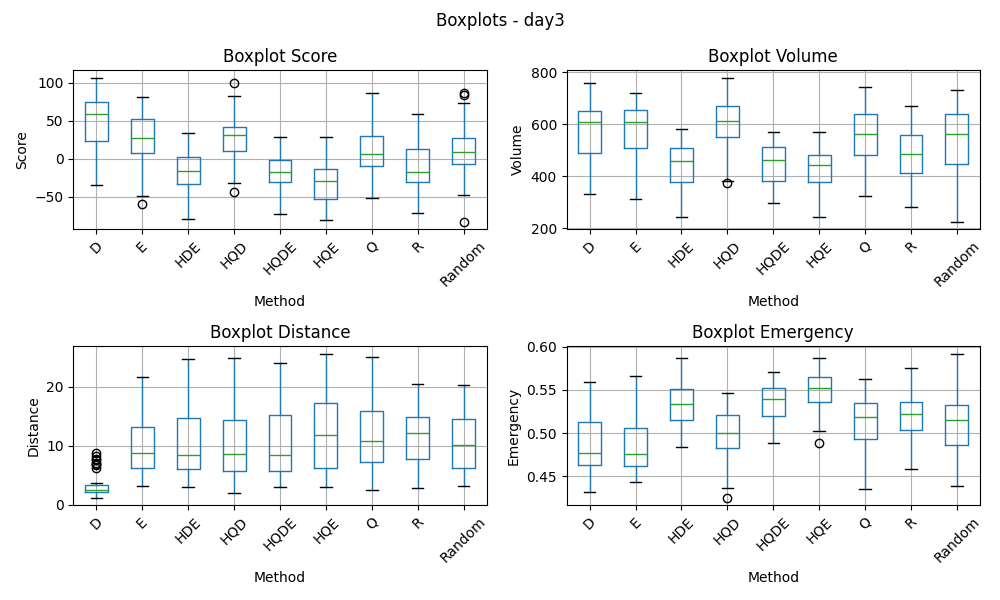 Boxplots - day3
Boxplot Score
100
50
0
−50
Score
D E HDE HQD HQDE HQE Q R Random
Method
Boxplot Volume
800
600
400
200
Volume
D E HDE HQD HQDE HQE Q R Random
Method
Boxplot Distance
20
10
0
Distance
D E HDE HQD HQDE HQE Q R Random
Method
Boxplot Emergency
0.60
0.55
0.50
0.45
Emergency
D E HDE HQD HQDE HQE Q R Random
Method